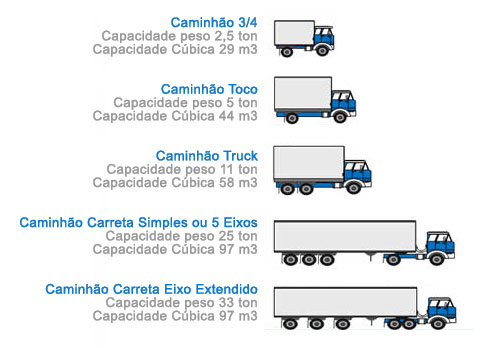 Caminhão 3/4
Capacidade peso 2,5 ton
Capacidade Cúbica 29 m3
Caminhão Toco
Capacidade peso 5 ton
Capacidade Cúbica 44 m3
Caminhão Truck
Capacidade peso 11 ton
Capacidade Cúbica 58 m3
Caminhão Carreta Simples ou 5 Eixos
Capacidade peso 25 ton
Capacidade Cúbica 97 m3
Caminhão Carreta Eixo Extendido
Capacidade peso 33 ton
Capacidade Cúbica 97 m3